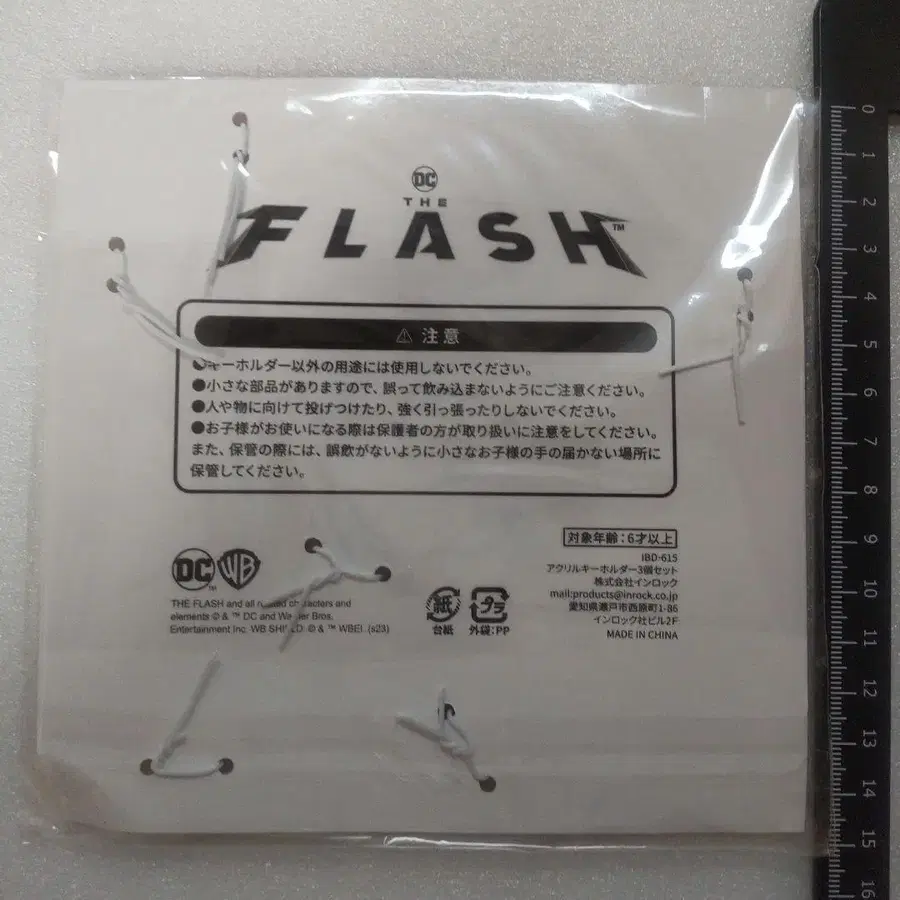 DC
THE
FLASH™
⚠ 注意
●キーホルダー以外の用途には使用しないでください。
●小さな部品がありますので、誤って飲み込まないようにご注意ください。
●人や物に向けて投げつけたり、強く引っ張ったりしないでください。
●お子様がお使いになる際は保護者の方が取り扱いに注意をしてください。
また、保管の際には、誤飲がないように小さなお子様の手の届かない場所に
保管してください。
対象年齢：6才以上
IBD-615
アクリルキーホルダー3個セット
株式会社インロック
mail:products@inrock.co.jp
愛知県瀬戸市西原町1-86
インロック社ビル2F
MADE IN CHINA
DC™ WB
THE FLASH and all characters and
elements © & ™ DC and Bros.
Entertainment Inc. WB © & ™ WBEI. (s23)
紙 プラ
台紙 外袋:PP
0
1
2
3
4
5
6
7
8
9
10
11
12
13
14
15
16